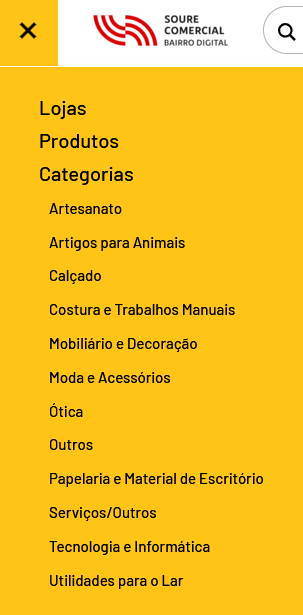 SOURE
COMERCIAL
BAIRRO DIGITAL
Lojas
Produtos
Categorias
Artesanato
Artigos para Animais
Calçado
Costura e Trabalhos Manuais
Mobiliário e Decoração
Moda e Acessórios
Ótica
Outros
Papelaria e Material de Escritório
Serviços/Outros
Tecnologia e Informática
Utilidades para o Lar